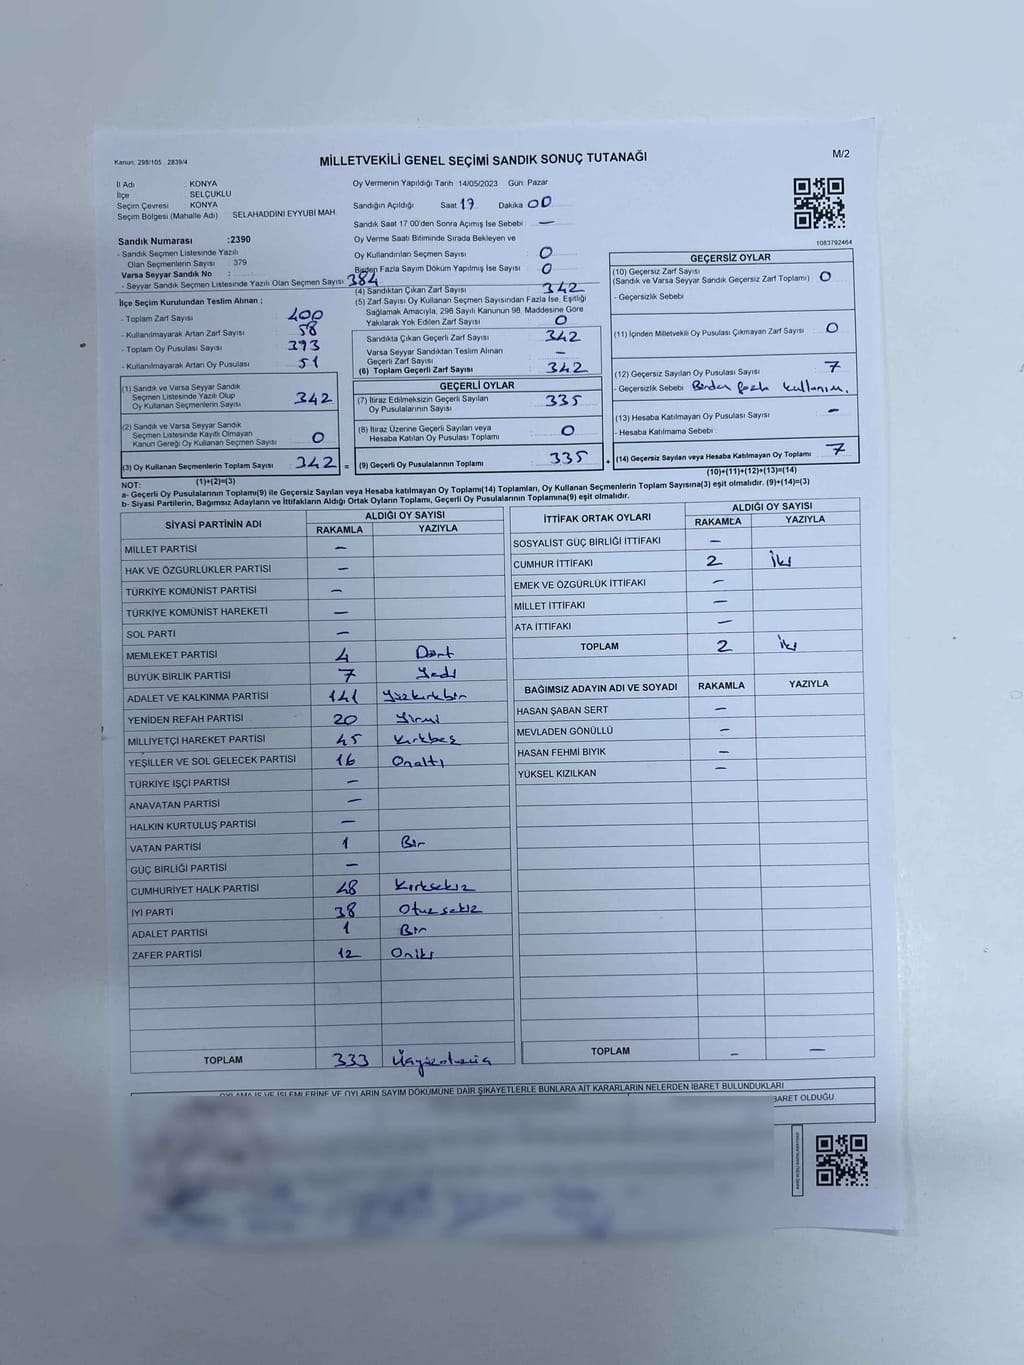 Kanun: 298/105 , 2839/4
MİLLETVEKİLİ GENEL SEÇİMİ SANDIK SONUÇ TUTANAĞI
M/2
İl Adı : KONYA
İlçe : SELÇUKLU
Seçim Çevresi : KONYA
Seçim Bölgesi (Mahalle Adı) SELAHADDİNİ EYYUBİ MAH.
Sandık Numarası :2390
- Sandık Seçmen Listesinde Yazılı
Olan Seçmenlerin Sayısı : 379
Varsa Seyyar Sandık No :
- Seyyar Sandık Seçmen Listesinde Yazılı Olan Seçmen Sayısı: 384
İlçe Seçim Kurulundan Teslim Alınan ;
- Toplam Zarf Sayısı 400
- Kullanılmayarak Artan Zarf Sayısı 58
- Toplam Oy Pusulası Sayısı 393
- Kullanılmayarak Artan Oy Pusulası 51
(1) Sandık ve Varsa Seyyar Sandık
Seçmen Listesinde Yazılı Olup
Oy Kullanan Seçmenlerin Sayısı 342
(2) Sandık ve Varsa Seyyar Sandık
Seçmen Listesinde Kayıtlı Olmayan
Kanun Gereği Oy Kullanan Seçmen Sayısı 0
(3) Oy Kullanan Seçmenlerin Toplam Sayısı 342
(1)+(2)=(3)
Oy Vermenin Yapıldığı Tarih :14/05/2023 Gün: Pazar
Sandığın Açıldığı Saat 17 Dakika 00
Sandık Saat 17:00'den Sonra Açımış İse Sebebi : —
Oy Verme Saati Bitiminde Sırada Bekleyen ve
Oy Kullandırılan Seçmen Sayısı 0
Birden Fazla Sayım Döküm Yapılmış İse Sayısı 0
(4) Sandıktan Çıkan Zarf Sayısı 342
(5) Zarf Sayısı Oy Kullanan Seçmen Sayısından Fazla İse, Eşitliği
Sağlamak Amacıyla, 298 Sayılı Kanunun 98. Maddesine Göre
Yakılarak Yok Edilen Zarf Sayısı 0
Sandıkta Çıkan Geçerli Zarf Sayısı 342
Varsa Seyyar Sandıktan Teslim Alınan
Geçerli Zarf Sayısı —
(6) Toplam Geçerli Zarf Sayısı 342
GEÇERLİ OYLAR
(7) İtiraz Edilmeksizin Geçerli Sayılan
Oy Pusulalarının Sayısı 335
(8) İtiraz Üzerine Geçerli Sayılan veya
Hesaba Katılan Oy Pusulası Toplamı 0
= (9) Geçerli Oy Pusulalarının Toplamı 335
1083792464
GEÇERSİZ OYLAR
(10) Geçersiz Zarf Sayısı
(Sandık ve Varsa Seyyar Sandık Geçersiz Zarf Toplamı) 0
- Geçersizlik Sebebi
(11) İçinden Milletvekili Oy Pusulası Çıkmayan Zarf Sayısı 0
(12) Geçersiz Sayılan Oy Pusulası Sayısı 7
- Geçersizlik Sebebi Birden fazla kullanım.
(13) Hesaba Katılmayan Oy Pusulası Sayısı —
- Hesaba Katılmama Sebebi :
+ (14) Geçersiz Sayılan veya Hesaba Katılmayan Oy Toplamı 7
(10)+(11)+(12)+(13)=(14)
NOT:
a- Geçerli Oy Pusulalarının Toplamı(9) ile Geçersiz Sayılan veya Hesaba katılmayan Oy Toplamı(14) Toplamları, Oy Kullanan Seçmenlerin Toplam Sayısına(3) eşit olmalıdır. (9)+(14)=(3)
b- Siyasi Partilerin, Bağımsız Adayların ve İttifakların Aldığı Ortak Oyların Toplamı, Geçerli Oy Pusulalarının Toplamına(9) eşit olmalıdır.
SİYASİ PARTİNİN ADI ALDIĞI OY SAYISI
RAKAMLA YAZIYLA
MİLLET PARTİSİ —
HAK VE ÖZGÜRLÜKLER PARTİSİ —
TÜRKİYE KOMÜNİST PARTİSİ —
TÜRKİYE KOMÜNİST HAREKETİ —
SOL PARTİ —
MEMLEKET PARTİSİ 4 Dört
BÜYÜK BİRLİK PARTİSİ 7 Yedi
ADALET VE KALKINMA PARTİSİ 141 Yüzkırkbir
YENİDEN REFAH PARTİSİ 20 Yirmi
MİLLİYETÇİ HAREKET PARTİSİ 45 Kırkbeş
YEŞİLLER VE SOL GELECEK PARTİSİ 16 Onaltı
TÜRKİYE İŞÇİ PARTİSİ —
ANAVATAN PARTİSİ —
HALKIN KURTULUŞ PARTİSİ —
VATAN PARTİSİ 1 Bir
GÜÇ BİRLİĞİ PARTİSİ —
CUMHURİYET HALK PARTİSİ 48 Kırksekiz
İYİ PARTİ 38 Otuzsekiz
ADALET PARTİSİ 1 Bir
ZAFER PARTİSİ 12 Oniki
TOPLAM 333 Üçyüzotuzüç
İTTİFAK ORTAK OYLARI ALDIĞI OY SAYISI
RAKAMLA YAZIYLA
SOSYALİST GÜÇ BİRLİĞİ İTTİFAKI —
CUMHUR İTTİFAKI 2 İki
EMEK VE ÖZGÜRLÜK İTTİFAKI —
MİLLET İTTİFAKI —
ATA İTTİFAKI —
TOPLAM 2 İki
BAĞIMSIZ ADAYIN ADI VE SOYADI RAKAMLA YAZIYLA
HASAN ŞABAN SERT —
MEVLADEN GÖNÜLLÜ —
HASAN FEHMİ BIYIK —
YÜKSEL KIZILKAN —
TOPLAM — —
OYLAMA İŞ VE İŞLEMLERİNE VE OYLARIN SAYIM DÖKÜMÜNE DAİR ŞİKAYETLERLE BUNLARA AİT KARARLARIN NELERDEN İBARET BULUNDUKLARI
BARET OLDUĞU